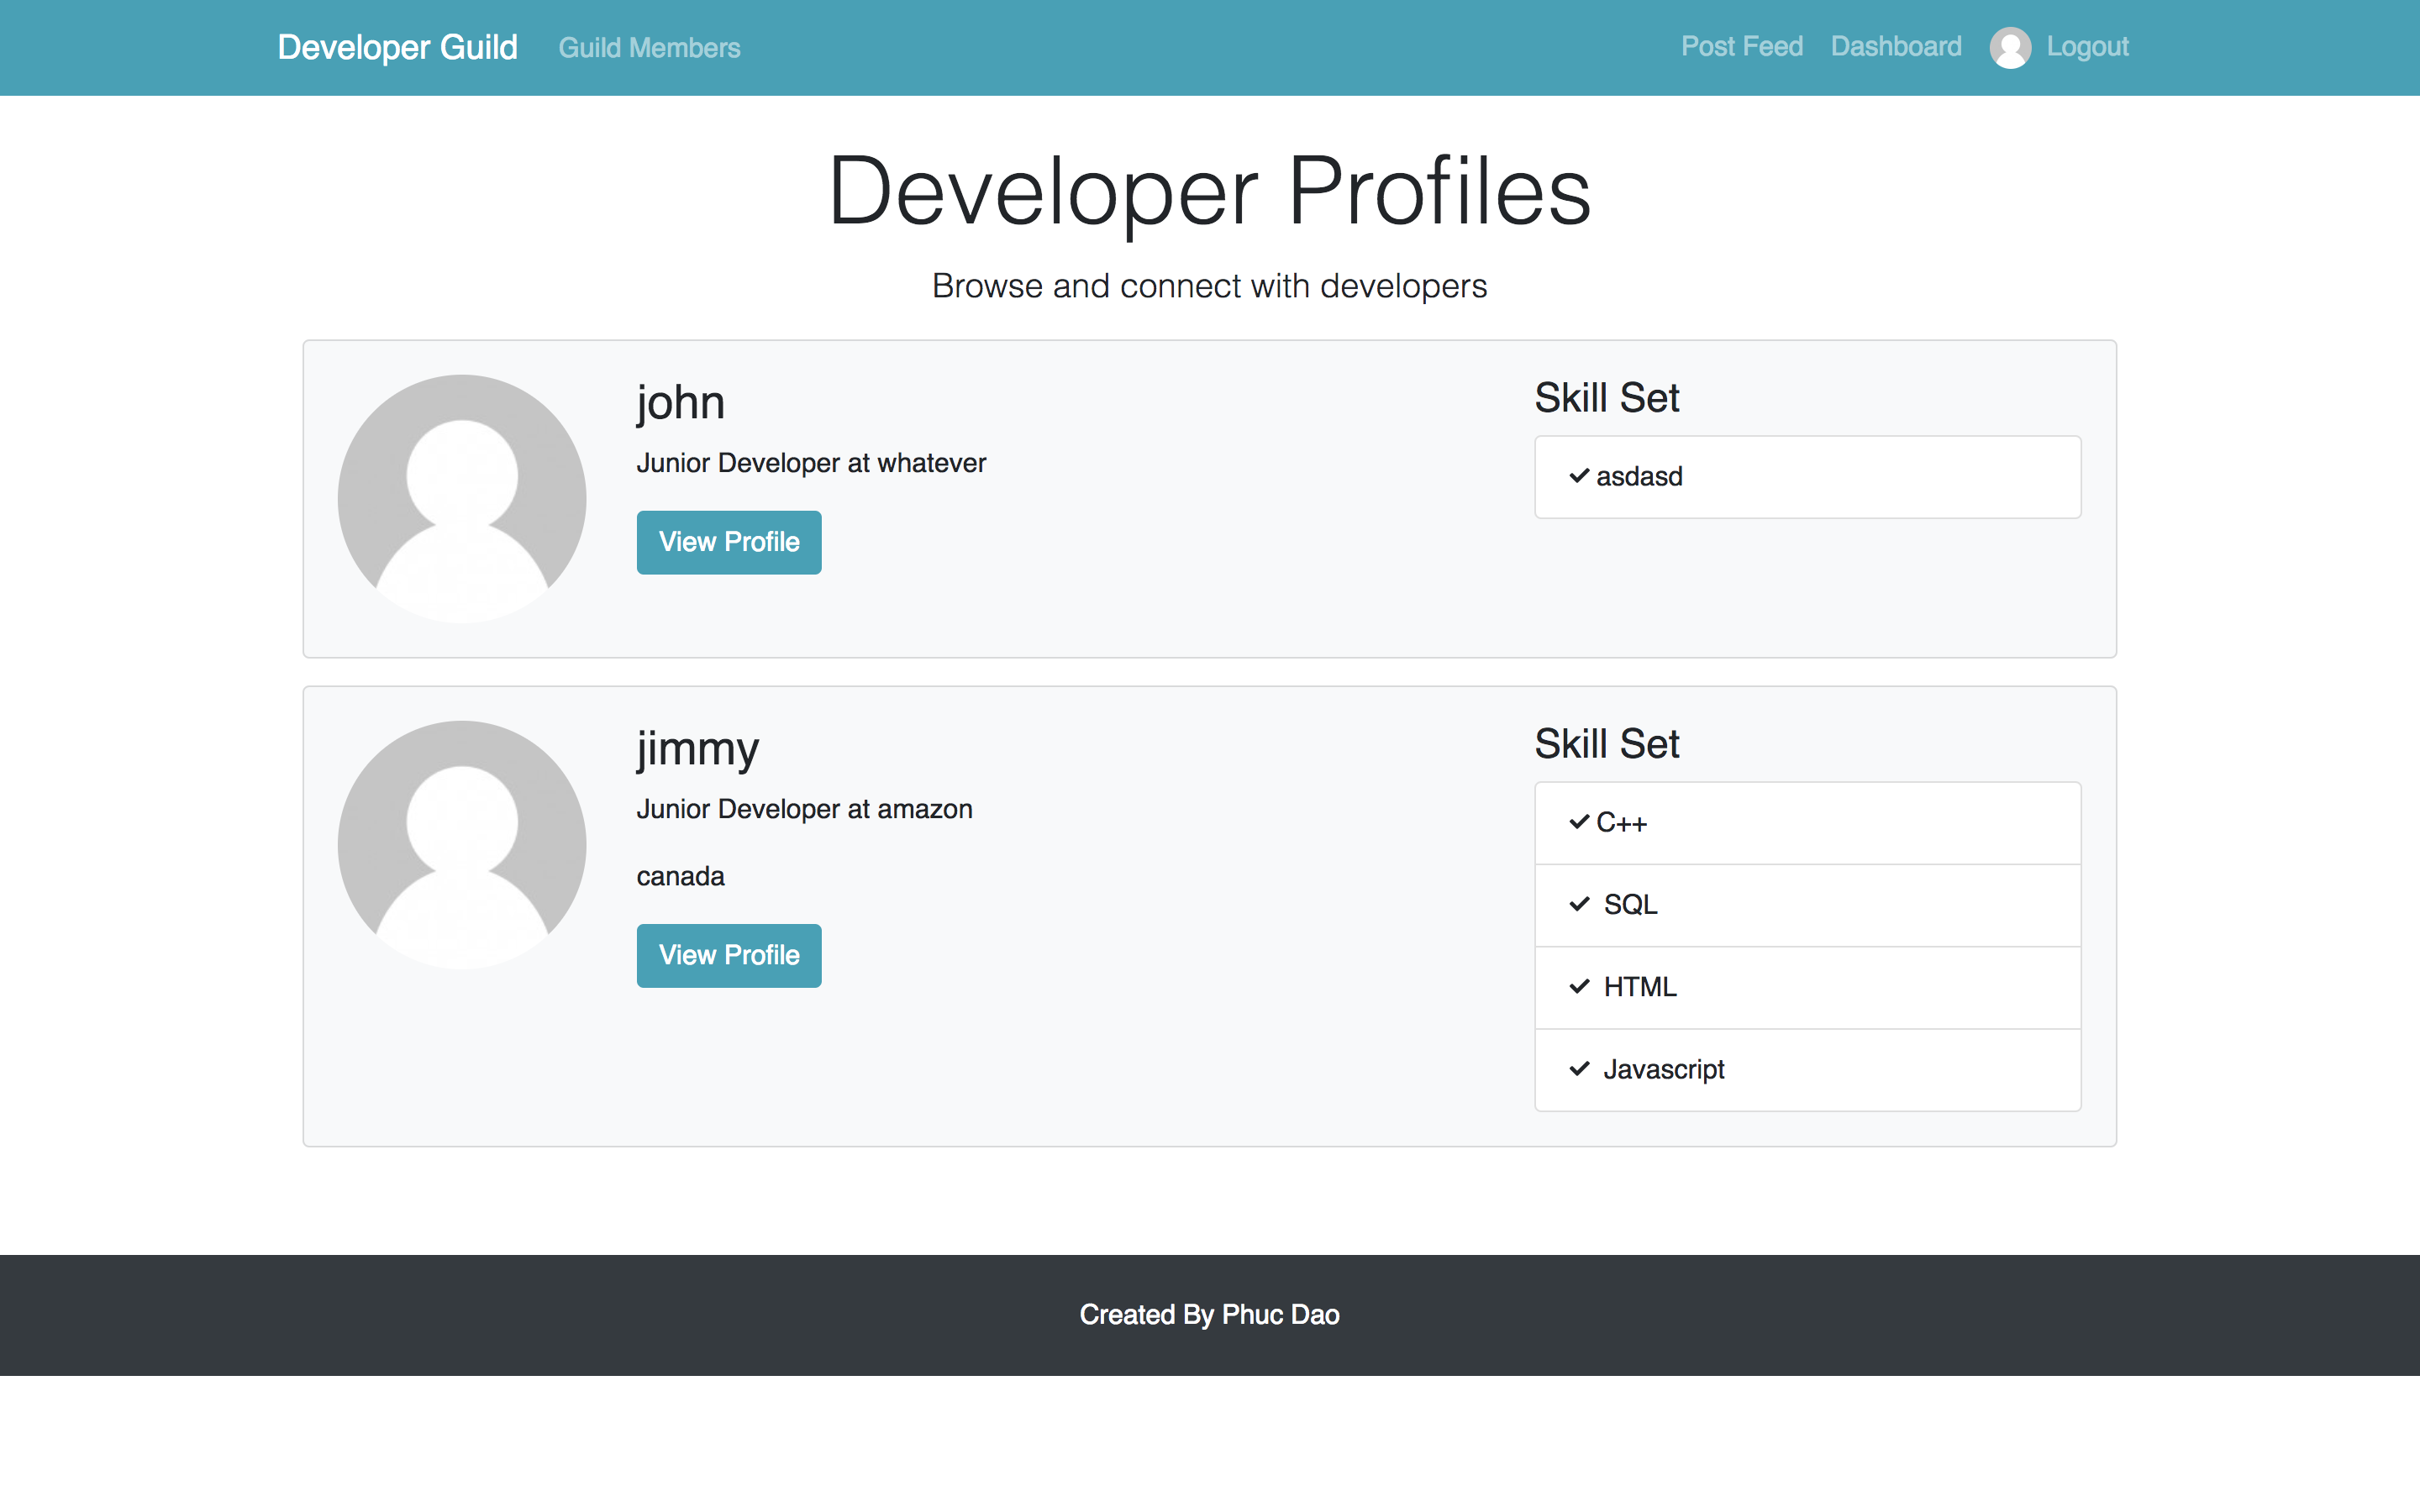 Developer Guild Guild Members Post Feed Dashboard Logout
Developer Profiles
Browse and connect with developers
john
Junior Developer at whatever
View Profile
Skill Set
asdasd
jimmy
Junior Developer at amazon
canada
View Profile
Skill Set
C++
SQL
HTML
Javascript
Created By Phuc Dao